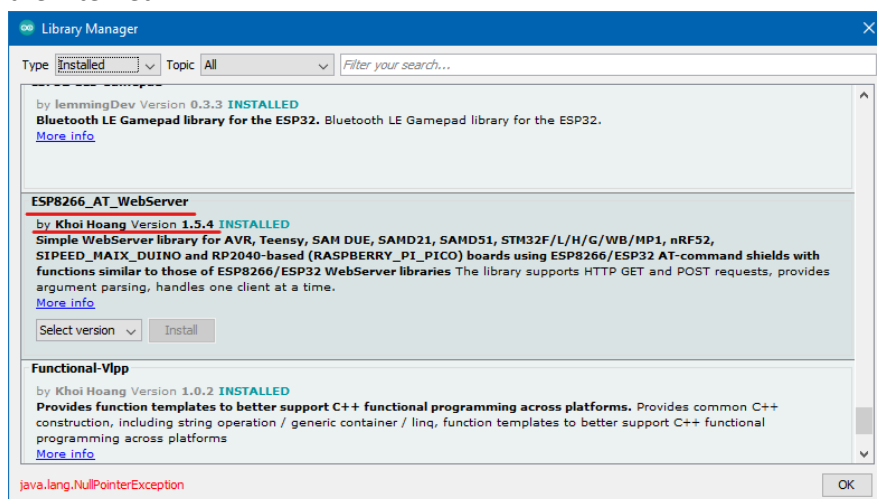 Library Manager
Type Installed Topic All Filter your search...
by lemmingDev Version 0.3.3 INSTALLED
Bluetooth LE Gamepad library for the ESP32. Bluetooth LE Gamepad library for the ESP32.
More info
ESP8266_AT_WebServer
by Khoi Hoang Version 1.5.4 INSTALLED
Simple WebServer library for AVR, Teensy, SAM DUE, SAMD21, SAMD51, STM32F/L/H/G/WB/MP1, nRF52,
SIPEED_MAIX_DUINO and RP2040-based (RASPBERRY_PI_PICO) boards using ESP8266/ESP32 AT-command shields with
functions similar to those of ESP8266/ESP32 WebServer libraries The library supports HTTP GET and POST requests, provides
argument parsing, handles one client at a time.
More info
Select version Install
Functional-Vlpp
by Khoi Hoang Version 1.0.2 INSTALLED
Provides function templates to better support C++ functional programming across platforms. Provides common C++
construction, including string operation / generic container / linq, function templates to better support C++ functional
programming across platforms
More info
java.lang.NullPointerException OK